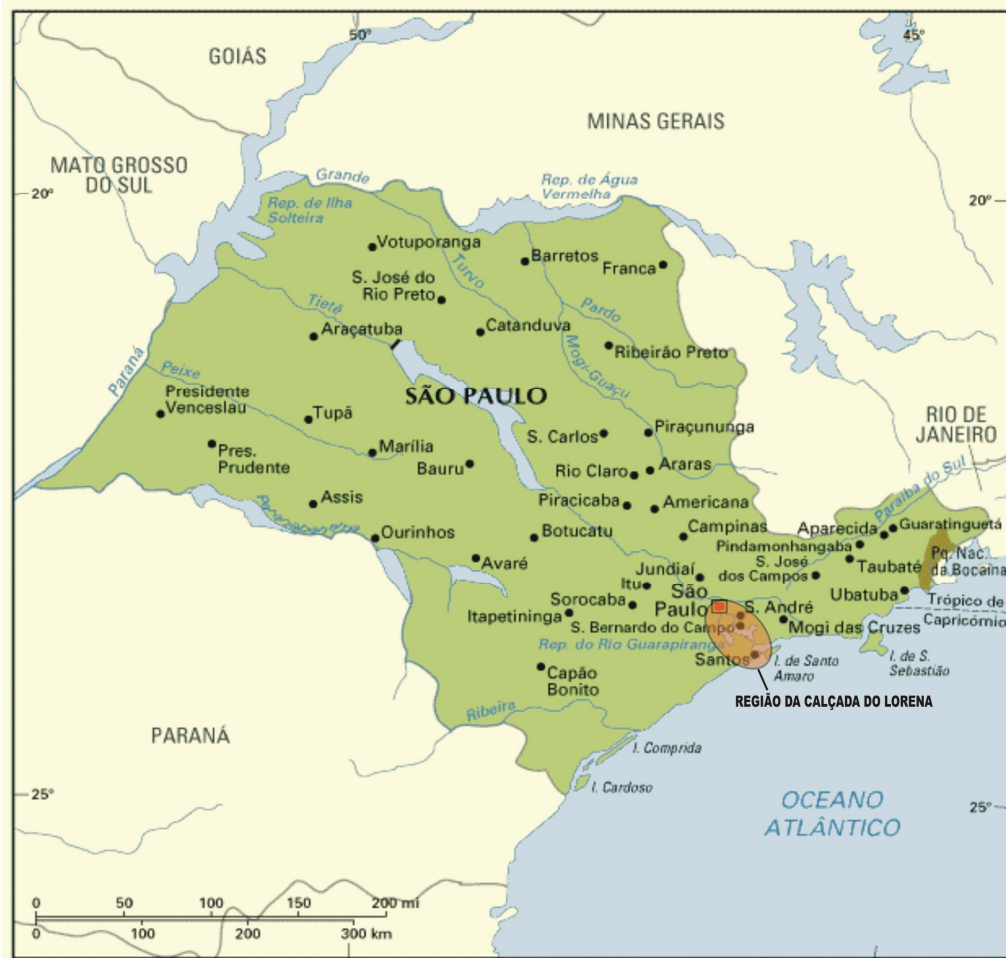 50°
45°
GOIÁS
MINAS GERAIS
MATO GROSSO
DO SUL
20°
20°
Grande
Rep. de Água
Vermelha
Rep. de Ilha
Solteira
Votuporanga
Turvo
Barretos
Franca
S. José do
Rio Preto
Tietê
Pardo
Araçatuba
Catanduva
Ribeirão Preto
Mogi-Guaçu
Paraná
Peixe
SÃO PAULO
Presidente
Venceslau
Tupã
Pres.
Prudente
Marília
Bauru
S. Carlos
Piraçununga
RIO DE
JANEIRO
Rio Claro
Araras
Paraíba do Sul
Assis
Piracicaba
Americana
Paranapanema
Ourinhos
Botucatu
Campinas
Aparecida
Guaratinguetá
Pindamonhangaba
Avaré
Jundiaí
S. José
dos Campos
Taubaté
Pq. Nac.
da Bocaina
Itu
São
Paulo
Ubatuba
Trópico de
Capricórnio
Sorocaba
S. André
Itapetininga
S. Bernardo do Campo
Mogi das Cruzes
Rep. do Rio Guarapiranga
Santos
I. de Santo
Amaro
I. de S.
Sebastião
Capão
Bonito
REGIÃO DA CALÇADA DO LORENA
Ribeira
PARANÁ
I. Comprida
I. Cardoso
25°
25°
OCEANO
ATLÂNTICO
0 50 100 150 200 mi
0 100 200 300 km